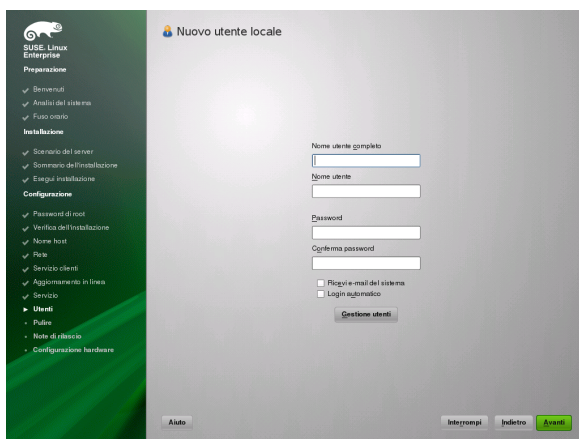 SUSE. Linux
Enterprise
Preparazione
Benvenuti
Analisi del sistema
Fuso orario
Installazione
Scenario del server
Sommario dell'installazione
Esegui installazione
Configurazione
Password di root
Verifica dell'installazione
Nome host
Rete
Servizio clienti
Aggiornamento in linea
Servizio
Utenti
Pulire
Note di rilascio
Configurazione hardware
Nuovo utente locale
Nome utente completo
Nome utente
Password
Conferma password
Ricevi e-mail del sistema
Login automatico
Gestione utenti
Aiuto
Interrompi
Indietro
Avanti